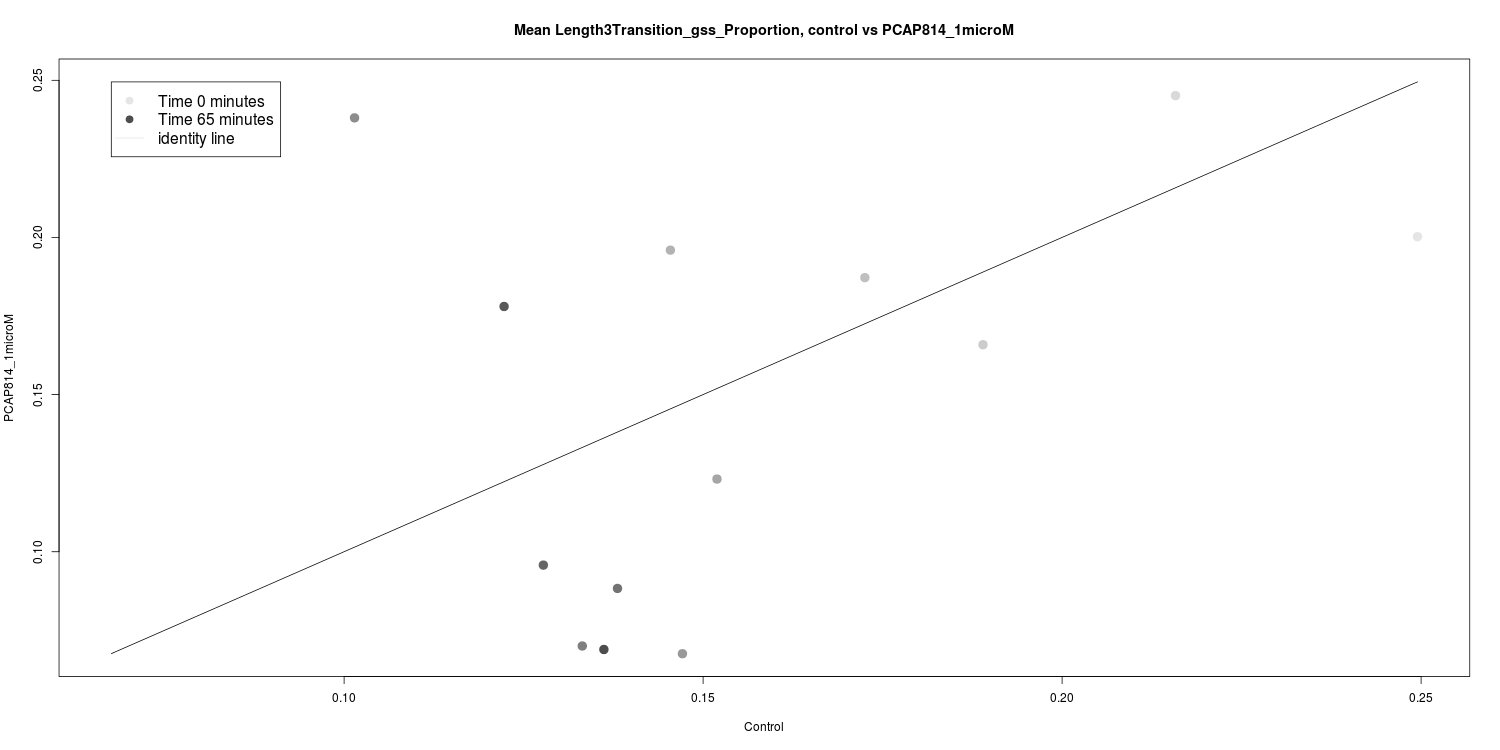 Mean Length3Transition_gss_Proportion, control vs PCAP814_1microM
Time 0 minutes
Time 65 minutes
identity line
PCAP814_1microM
0.25
0.20
0.15
0.10
0.10 0.15 0.20 0.25
Control